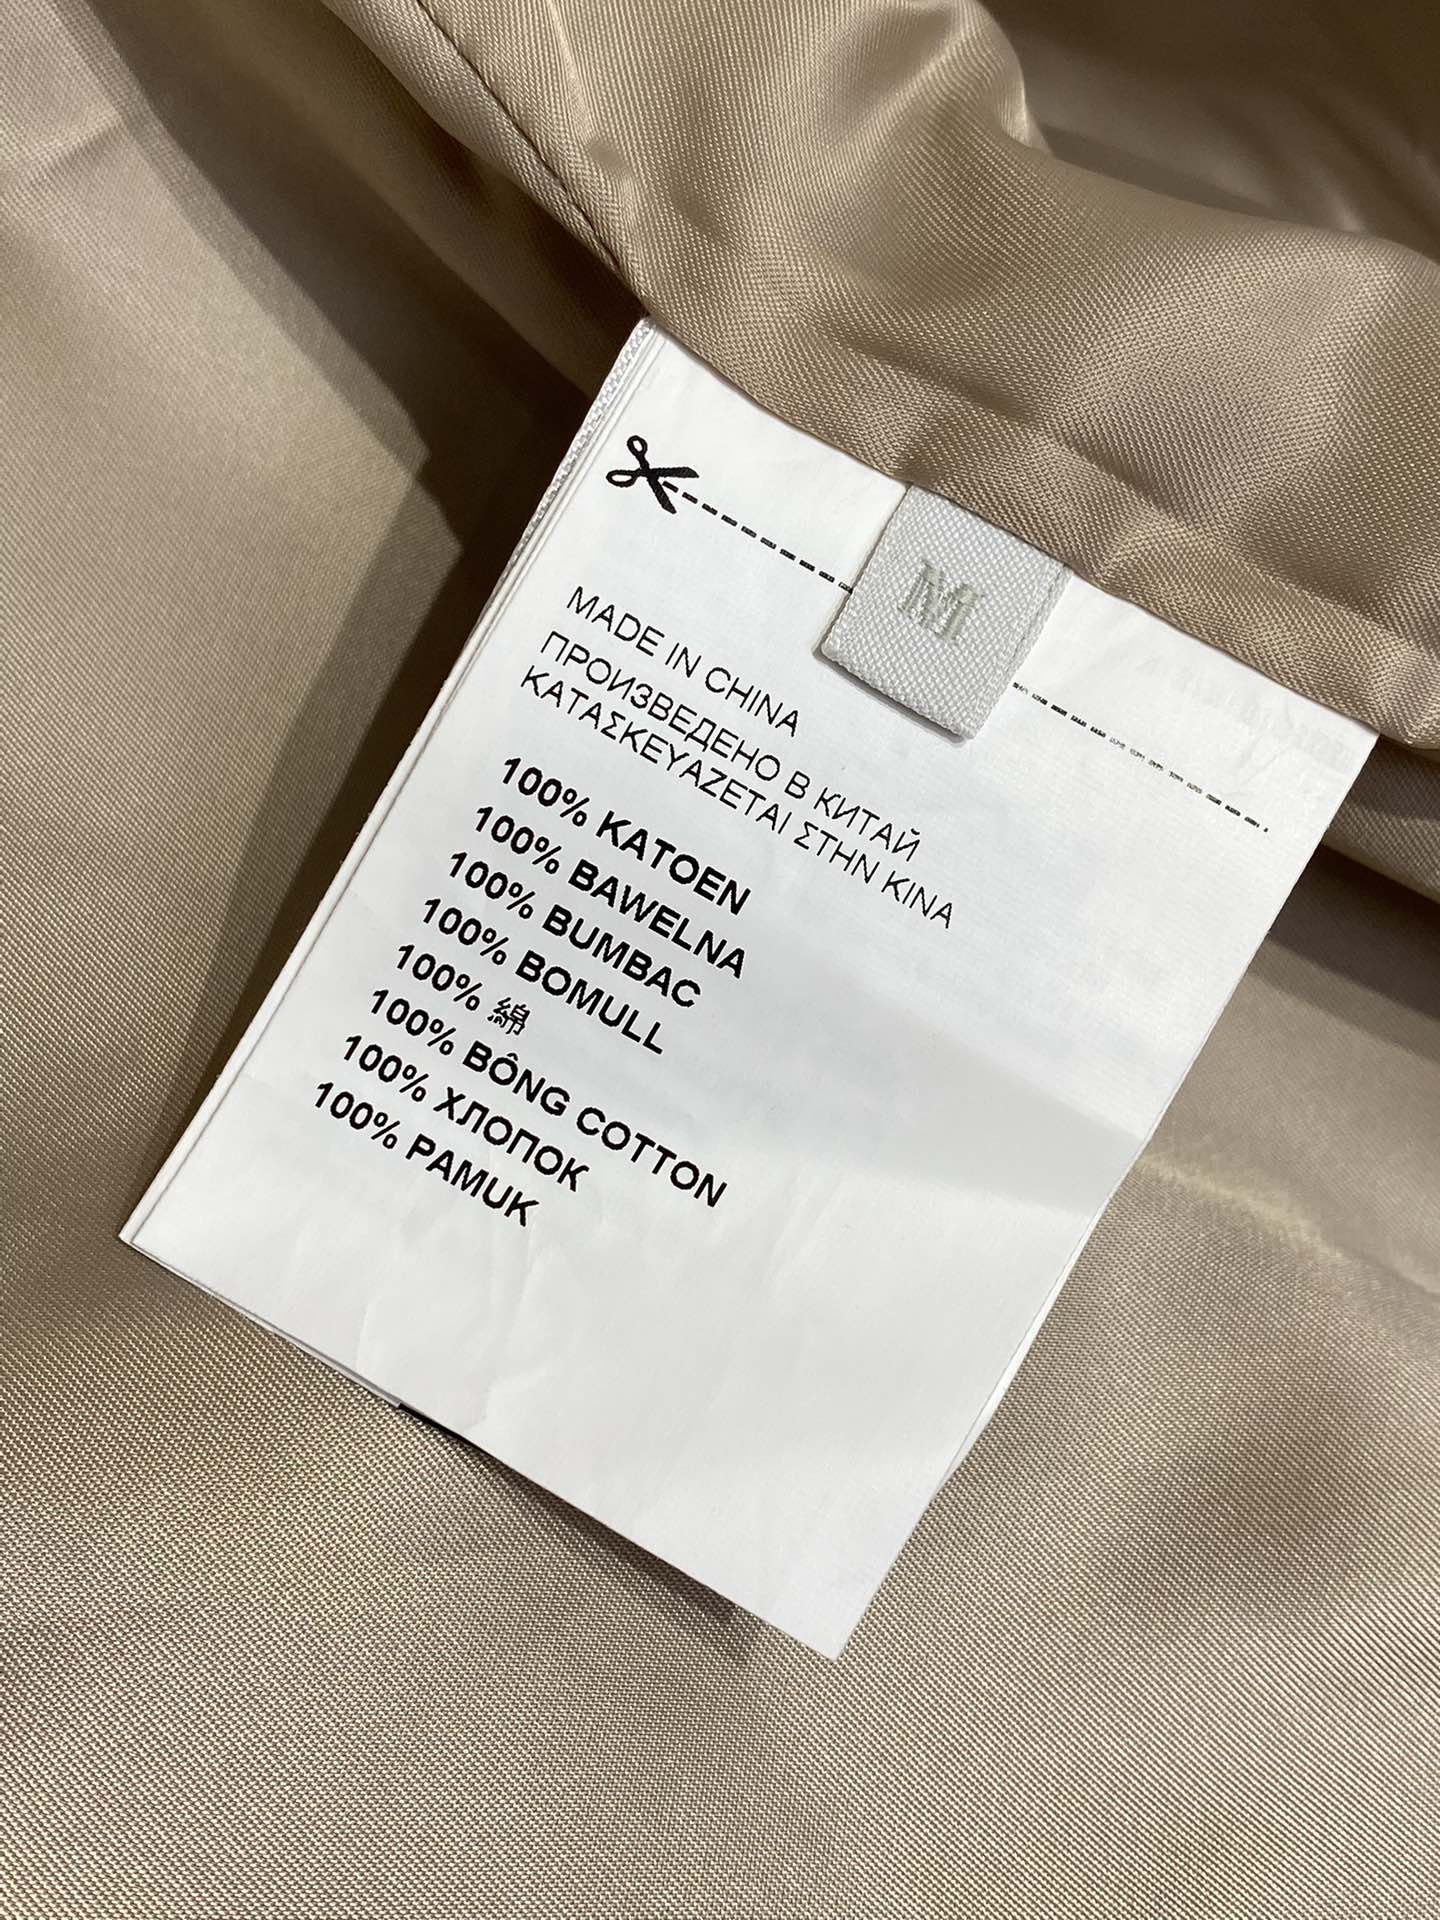 M
MADE IN CHINA
ПРОИЗВЕДЕНО В КИТАЙ
ΚΑΤΑΣΚΕΥΑΖΕΤΑΙ ΣΤΗΝ ΚΙΝΑ
100% KATOEN
100% BAWELNA
100% BUMBAC
100% BOMULL
100% 綿
100% BÔNG COTTON
100% ХЛОПОК
100% PAMUK